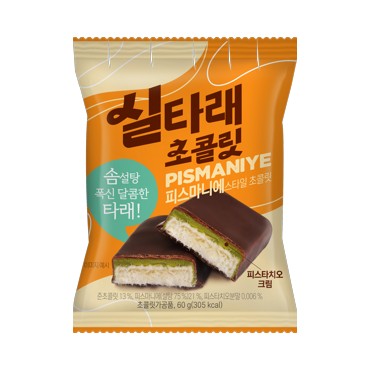 실타래
초콜릿
PISMANIYE
피스마니에스타일 초콜릿
솜설탕
폭신 달콤한
타래!
피스타치오
크림
초콜릿가공품, 60 g(305 kcal)